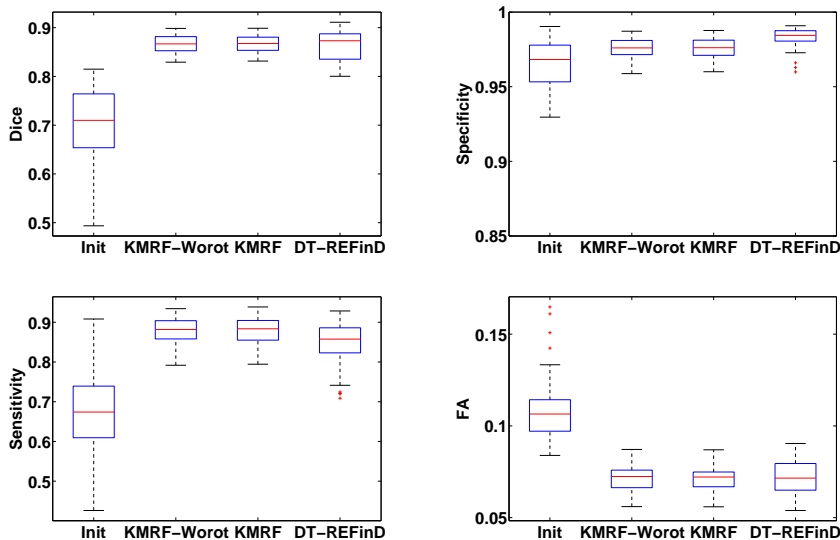 0.9
0.8
0.7
0.6
0.5
Dice
Init KMRF-Worot KMRF DT-REFinD
1
0.95
0.9
0.85
Specificity
Init KMRF-Worot KMRF DT-REFinD
0.9
0.8
0.7
0.6
0.5
Sensitivity
Init KMRF-Worot KMRF DT-REFinD
0.15
0.1
0.05
FA
Init KMRF-Worot KMRF DT-REFinD